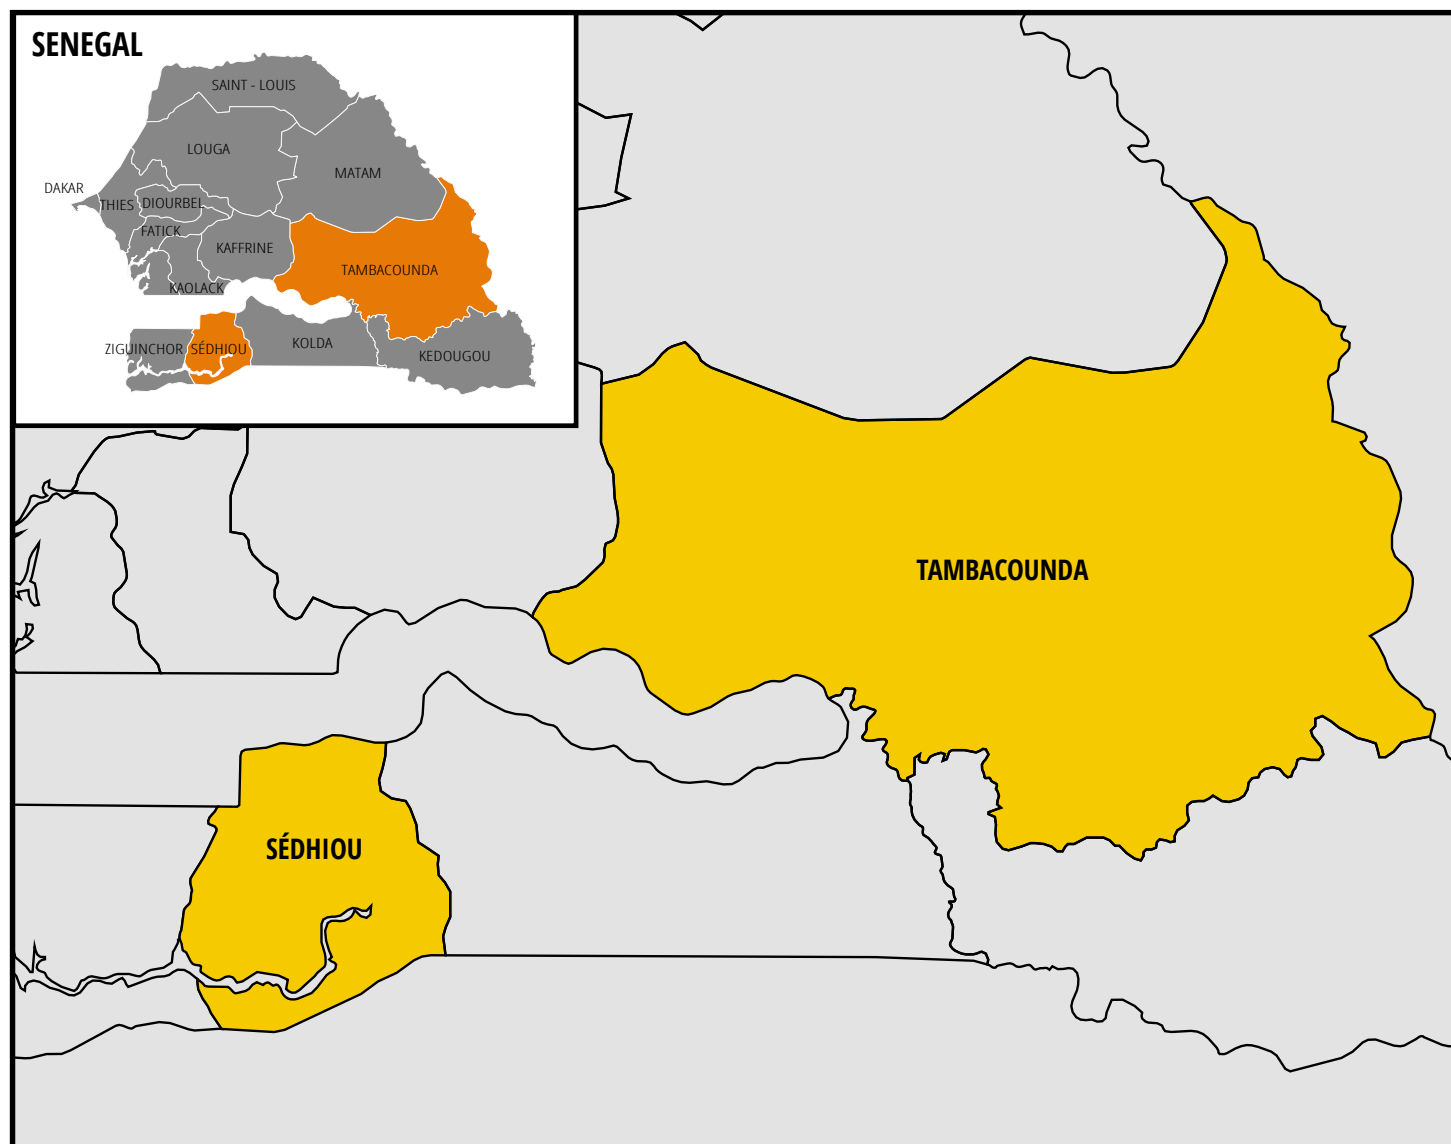 SENEGAL
SAINT - LOUIS
LOUGA
MATAM
DAKAR
THIES
DIOURBEL
FATICK
KAFFRINE
TAMBACOUNDA
KAOLACK
ZIGUINCHOR
SÉDHIOU
KOLDA
KEDOUGOU
TAMBACOUNDA
SÉDHIOU